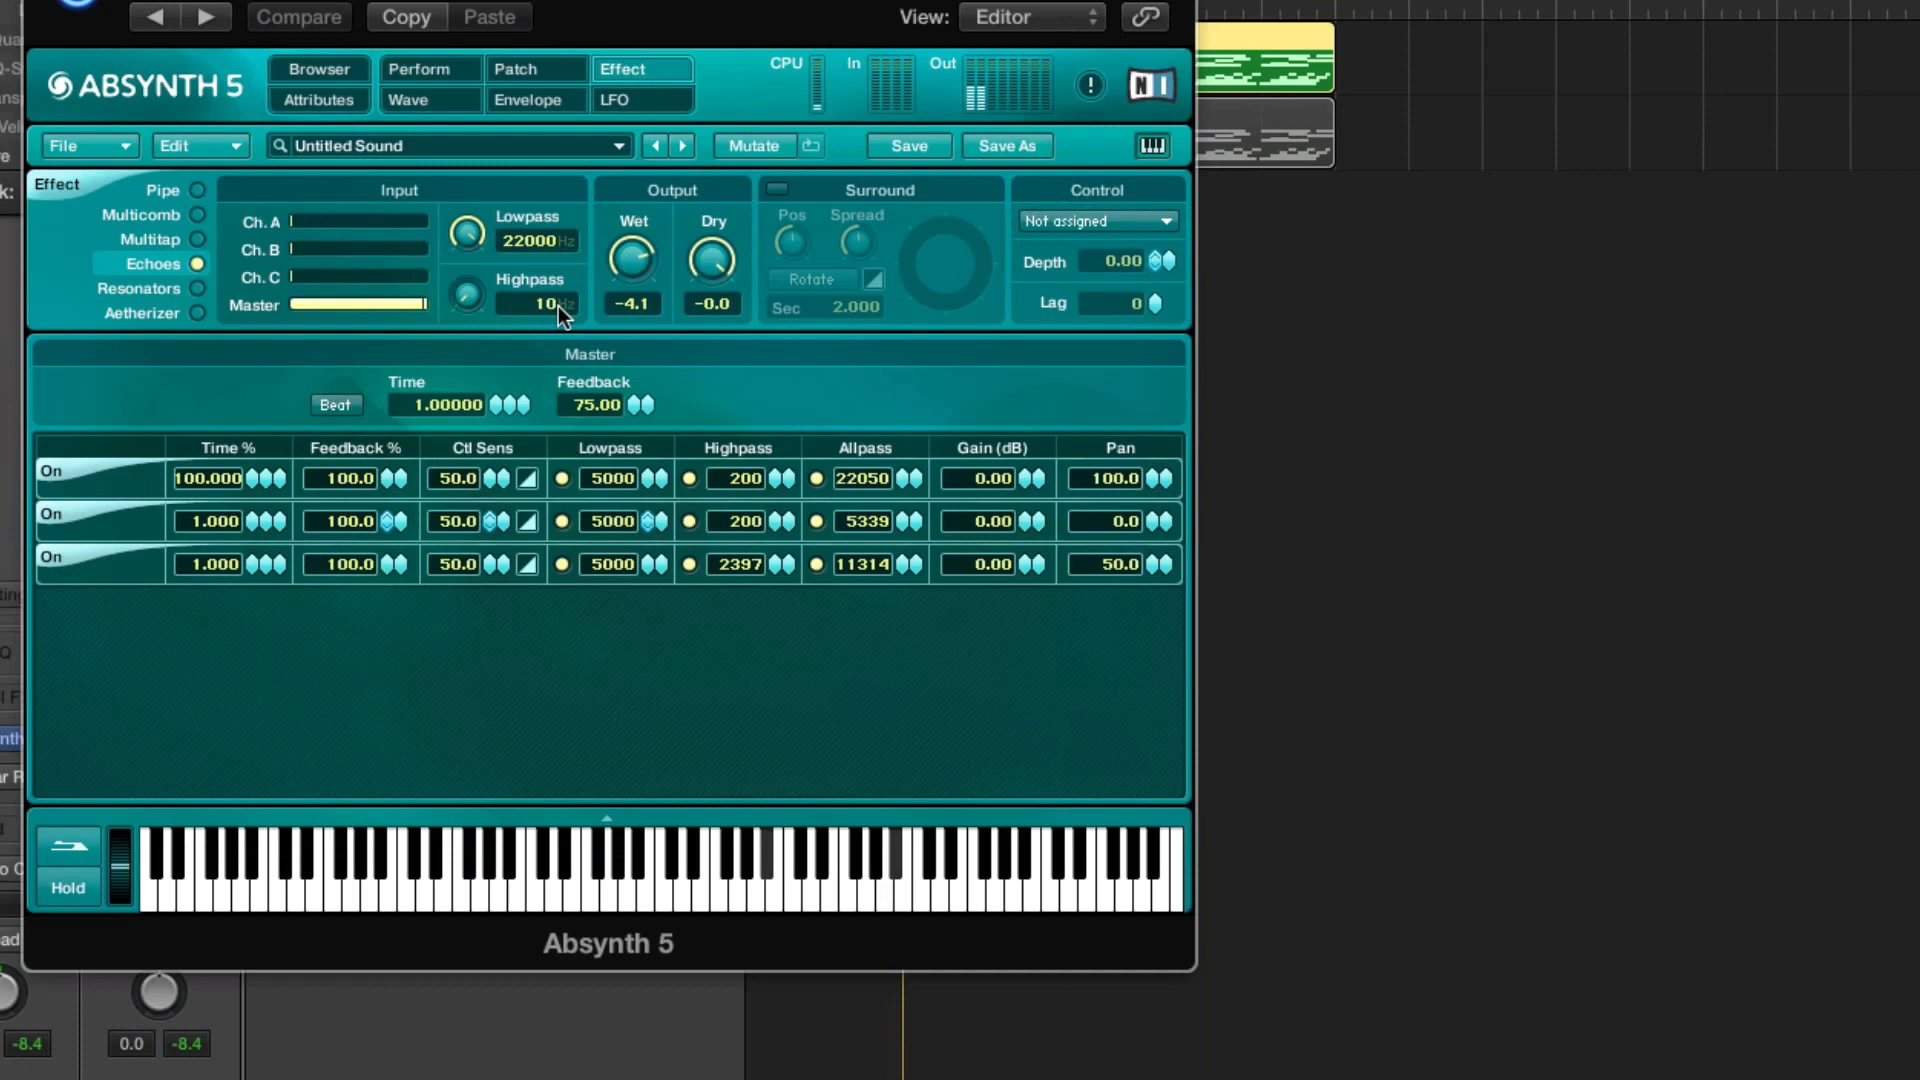 Compare Copy Paste View: Editor
ABSYNTH 5 Browser Perform Patch Effect CPU In Out
Attributes Wave Envelope LFO
File Edit Untitled Sound Mutate Save Save As
Effect
Pipe Input Output Surround Control
Multicomb Ch. A Lowpass Wet Dry Pos Spread Not assigned
Multitap Ch. B 22000 Hz
Echoes Ch. C Depth 0.00
Resonators Highpass Rotate
Aetherizer Master 10 Hz -4.1 -0.0 Sec 2.000 Lag 0
Master
Time Feedback
Beat 1.00000 75.00
Time % Feedback % Ctl Sens Lowpass Highpass Allpass Gain (dB) Pan
On 100.000 100.0 50.0 5000 200 22050 0.00 100.0
On 1.000 100.0 50.0 5000 200 5339 0.00 0.0
On 1.000 100.0 50.0 5000 2397 11314 0.00 50.0
Hold
Absynth 5
-8.4 0.0 -8.4